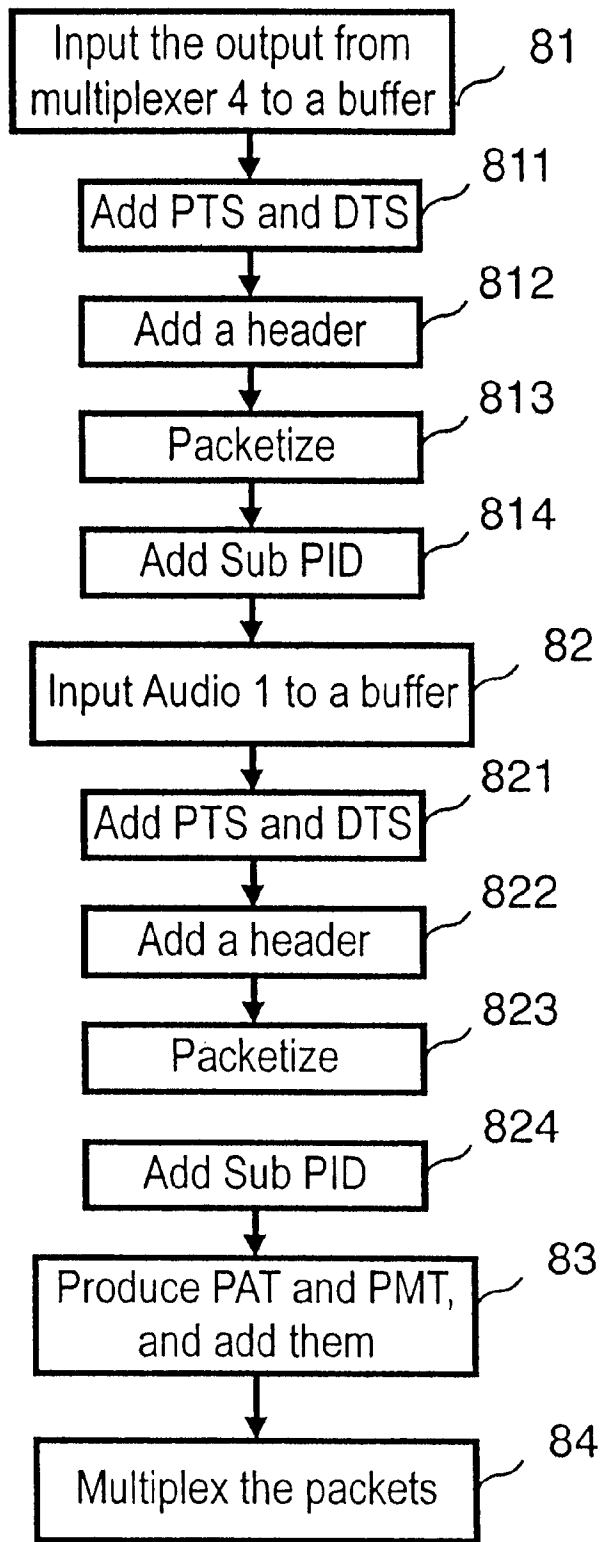 Input the output from
multiplexer 4 to a buffer
81
Add PTS and DTS
811
Add a header
812
Packetize
813
Add Sub PID
814
Input Audio 1 to a buffer
82
Add PTS and DTS
821
Add a header
822
Packetize
823
Add Sub PID
824
Produce PAT and PMT,
and add them
83
Multiplex the packets
84